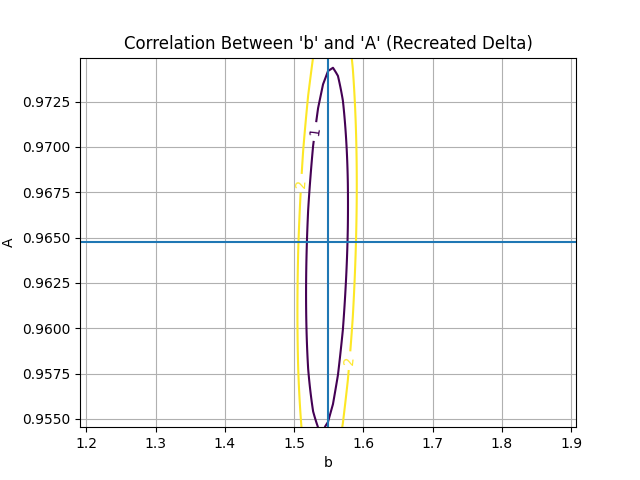 Correlation Between 'b' and 'A' (Recreated Delta)
0.9725
0.9700
0.9675
0.9650
0.9625
0.9600
0.9575
0.9550
A
1
2
2
1.2 1.3 1.4 1.5 1.6 1.7 1.8 1.9
b